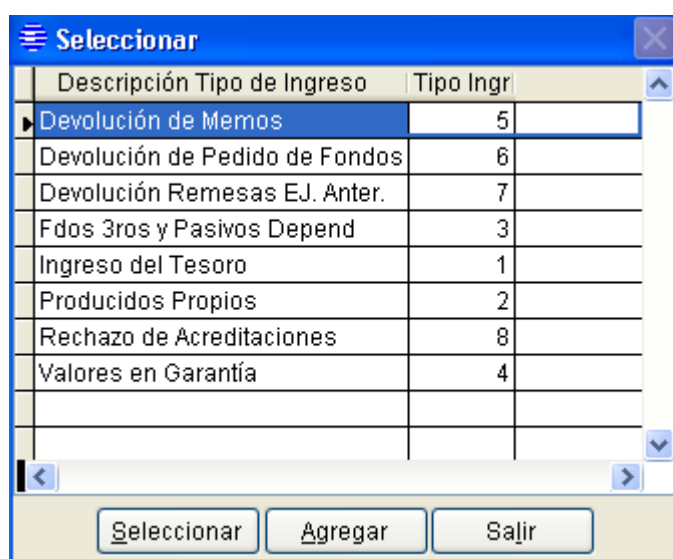 Seleccionar
Descripción Tipo de Ingreso Tipo Ingr
Devolución de Memos 5
Devolución de Pedido de Fondos 6
Devolución Remesas EJ. Anter. 7
Fdos 3ros y Pasivos Depend 3
Ingreso del Tesoro 1
Producidos Propios 2
Rechazo de Acreditaciones 8
Valores en Garantía 4
Seleccionar Agregar Salir